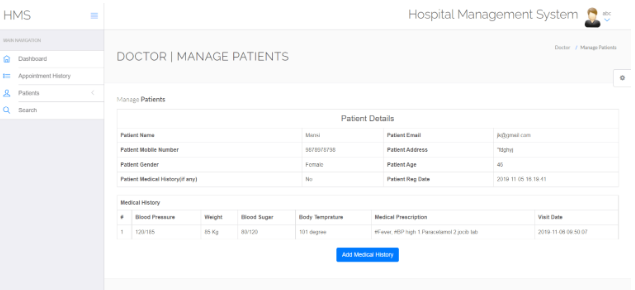 HMS
Hospital Management System
abc
MAIN NAVIGATION
Dashboard
Appointment History
Patients
Search
DOCTOR | MANAGE PATIENTS
Doctor / Manage Patients
Manage Patients
Patient Details
Patient Name Mansi Patient Email jk@gmail.com
Patient Mobile Number 9878978798 Patient Address
Patient Gender Female Patient Age 46
Patient Medical History(if any) No Patient Reg Date 2019-11-05 16:18:41
Medical History
# Blood Pressure Weight Blood Sugar Body Temprature Medical Prescription Visit Date
1 120/185 85 Kg 80/120 101 degree #Fever, #BP high 1 Paracetamol 2 jocib tab 2019-11-06 09:50:07
Add Medical History